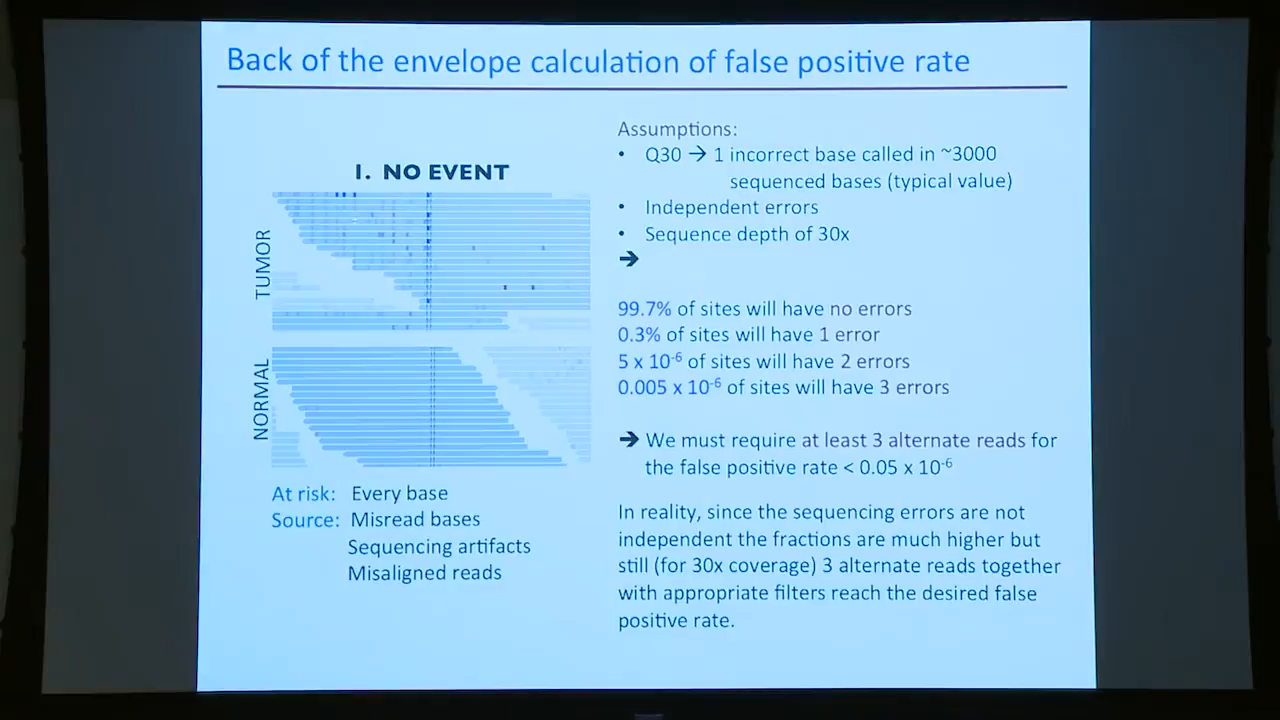 Back of the envelope calculation of false positive rate
I. NO EVENT
TUMOR
NORMAL
At risk: Every base
Source: Misread bases
Sequencing artifacts
Misaligned reads
Assumptions:
• Q30 → 1 incorrect base called in ~3000
sequenced bases (typical value)
• Independent errors
• Sequence depth of 30x
→
99.7% of sites will have no errors
0.3% of sites will have 1 error
5 x 10⁻⁶ of sites will have 2 errors
0.005 x 10⁻⁶ of sites will have 3 errors
→ We must require at least 3 alternate reads for
the false positive rate < 0.05 x 10⁻⁶
In reality, since the sequencing errors are not
independent the fractions are much higher but
still (for 30x coverage) 3 alternate reads together
with appropriate filters reach the desired false
positive rate.